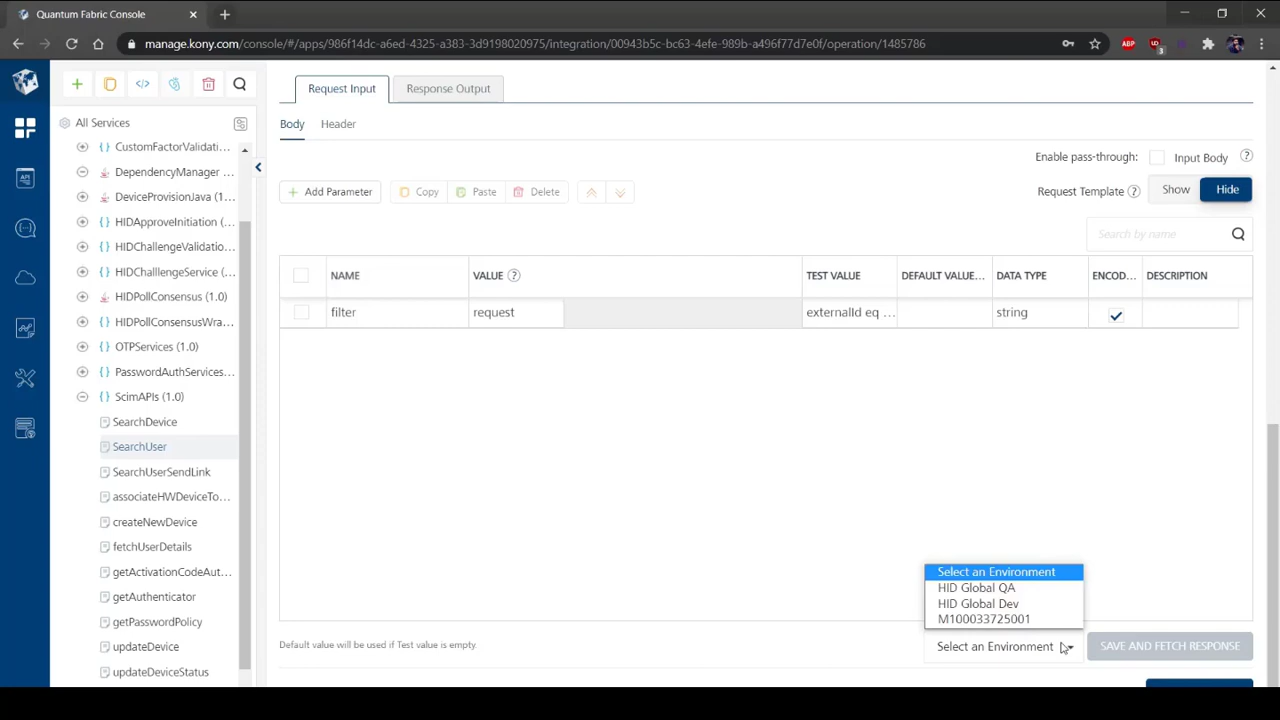 Quantum Fabric Console
manage.kony.com/console/#/apps/986f14dc-a6ed-4325-a383-3d9198020975/integration/00943b5c-bc63-4efe-989b-a496f77d7e0f/operation/1485786
ABP
3
All Services
CustomFactorValidati...
DependencyManager ...
DeviceProvisionJava (1...
HIDApproveInitiation (...
HIDChallengeValidatio...
HIDChalllengeService (...
HIDPollConsensus (1.0)
HIDPollConsensusWra...
OTPServices (1.0)
PasswordAuthServices...
ScimAPIs (1.0)
SearchDevice
SearchUser
SearchUserSendLink
associateHWDeviceTo...
createNewDevice
fetchUserDetails
getActivationCodeAut...
getAuthenticator
getPasswordPolicy
updateDevice
updateDeviceStatus
Request Input
Response Output
Body
Header
Enable pass-through:
Input Body
Add Parameter
Copy
Paste
Delete
Request Template
Show
Hide
Search by name
NAME
VALUE
TEST VALUE
DEFAULT VALUE...
DATA TYPE
ENCOD...
DESCRIPTION
filter
request
externalId eq ...
string
Select an Environment
HID Global QA
HID Global Dev
M100033725001
Default value will be used if Test value is empty.
Select an Environment
SAVE AND FETCH RESPONSE